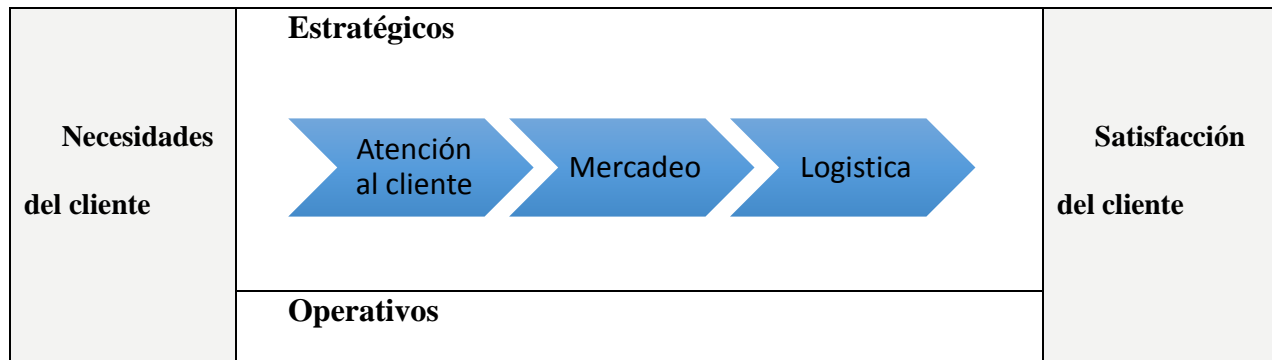 Estratégicos
Necesidades
del cliente
Atención
al cliente
Mercadeo
Logistica
Satisfacción
del cliente
Operativos